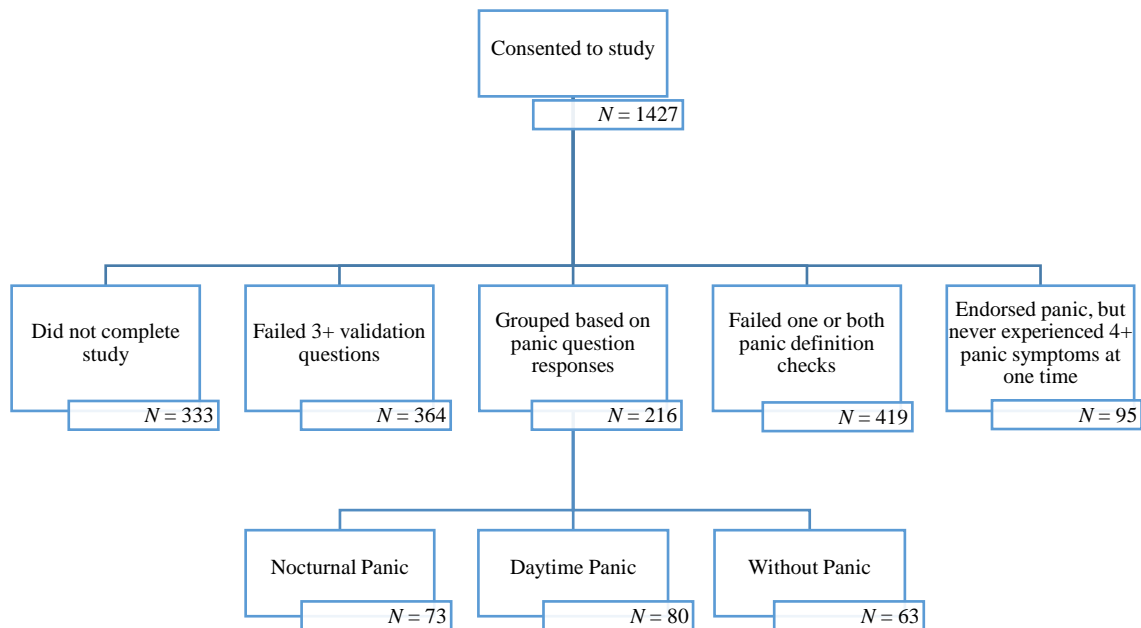 Consented to study
N = 1427
Did not complete
study
N = 333
Failed 3+ validation
questions
N = 364
Grouped based on
panic question
responses
N = 216
Failed one or both
panic definition
checks
N = 419
Endorsed panic, but
never experienced 4+
panic symptoms at
one time
N = 95
Nocturnal Panic
N = 73
Daytime Panic
N = 80
Without Panic
N = 63